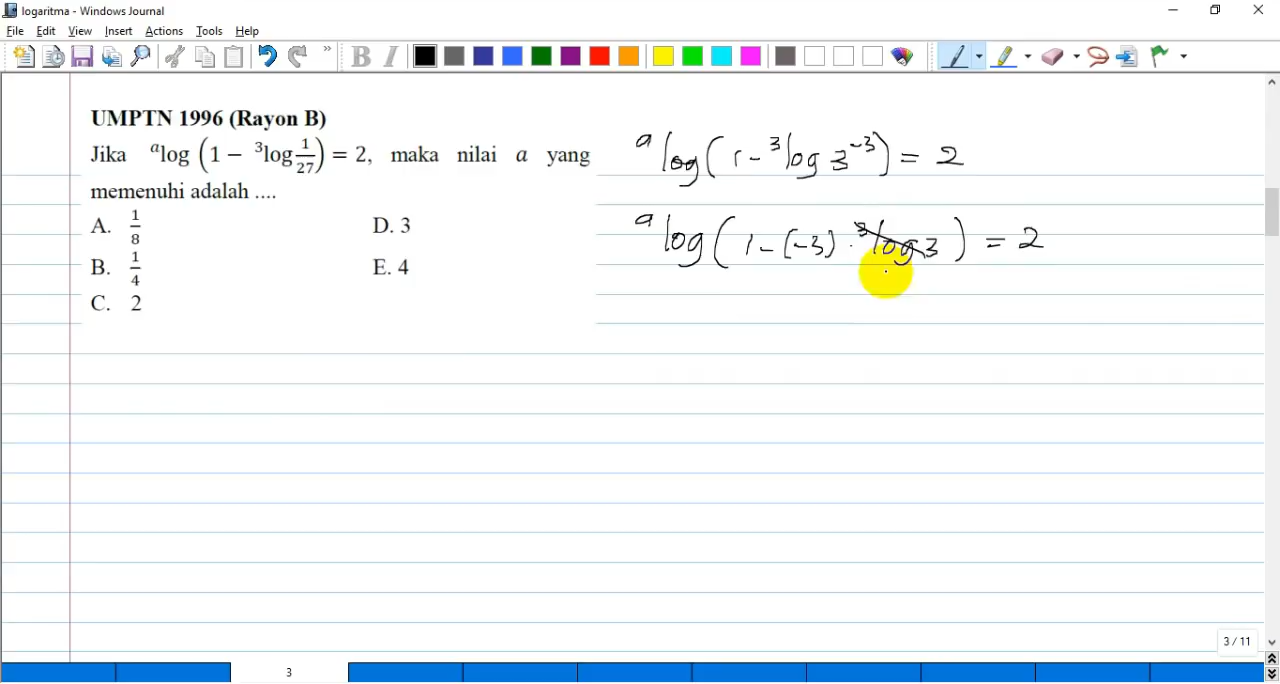 logaritma - Windows Journal
File Edit View Insert Actions Tools Help
» B I
UMPTN 1996 (Rayon B)
Jika ᵃlog (1 − ³log 1/27) = 2, maka nilai a yang
memenuhi adalah ....
A. 1/8 D. 3
B. 1/4 E. 4
C. 2
ᵃlog (1 - ³log 3⁻³) = 2
ᵃlog (1 - (-3) · ³log 3) = 2
3 / 11
3